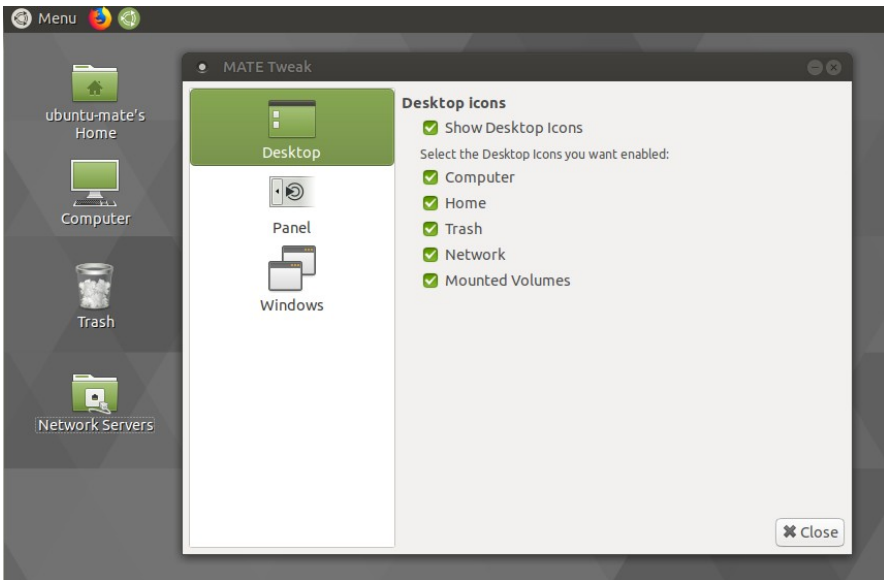 Menu
ubuntu-mate's
Home
Computer
Trash
Network Servers
MATE Tweak
Desktop
Panel
Windows
Desktop icons
Show Desktop Icons
Select the Desktop Icons you want enabled:
Computer
Home
Trash
Network
Mounted Volumes
Close